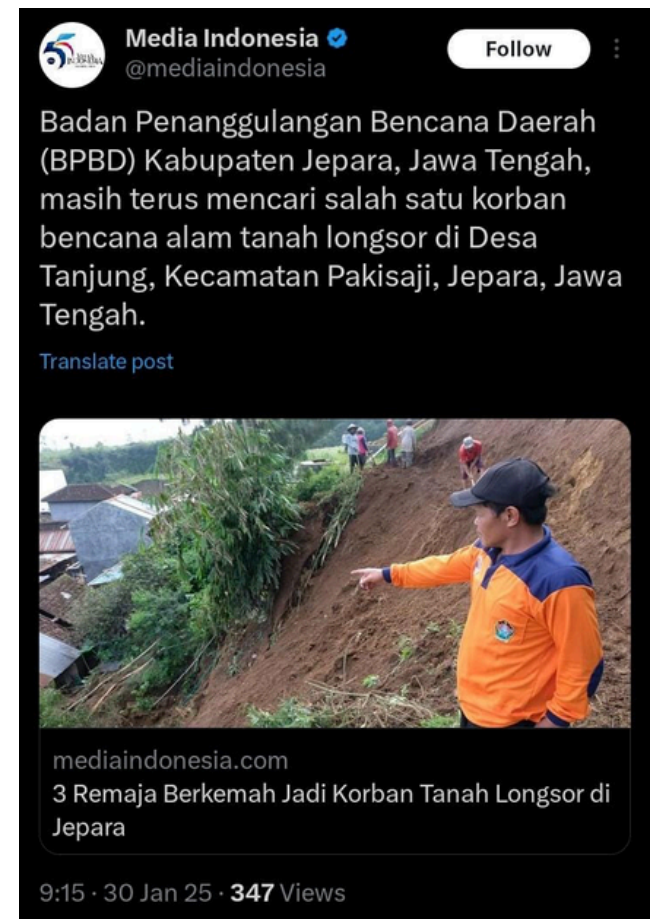 Media Indonesia
Follow
@mediaindonesia
Badan Penanggulangan Bencana Daerah
(BPBD) Kabupaten Jepara, Jawa Tengah,
masih terus mencari salah satu korban
bencana alam tanah longsor di Desa
Tanjung, Kecamatan Pakisaji, Jepara, Jawa
Tengah.
Translate post
mediaindonesia.com
3 Remaja Berkemah Jadi Korban Tanah Longsor di
Jepara
9:15 · 30 Jan 25 · 347 Views